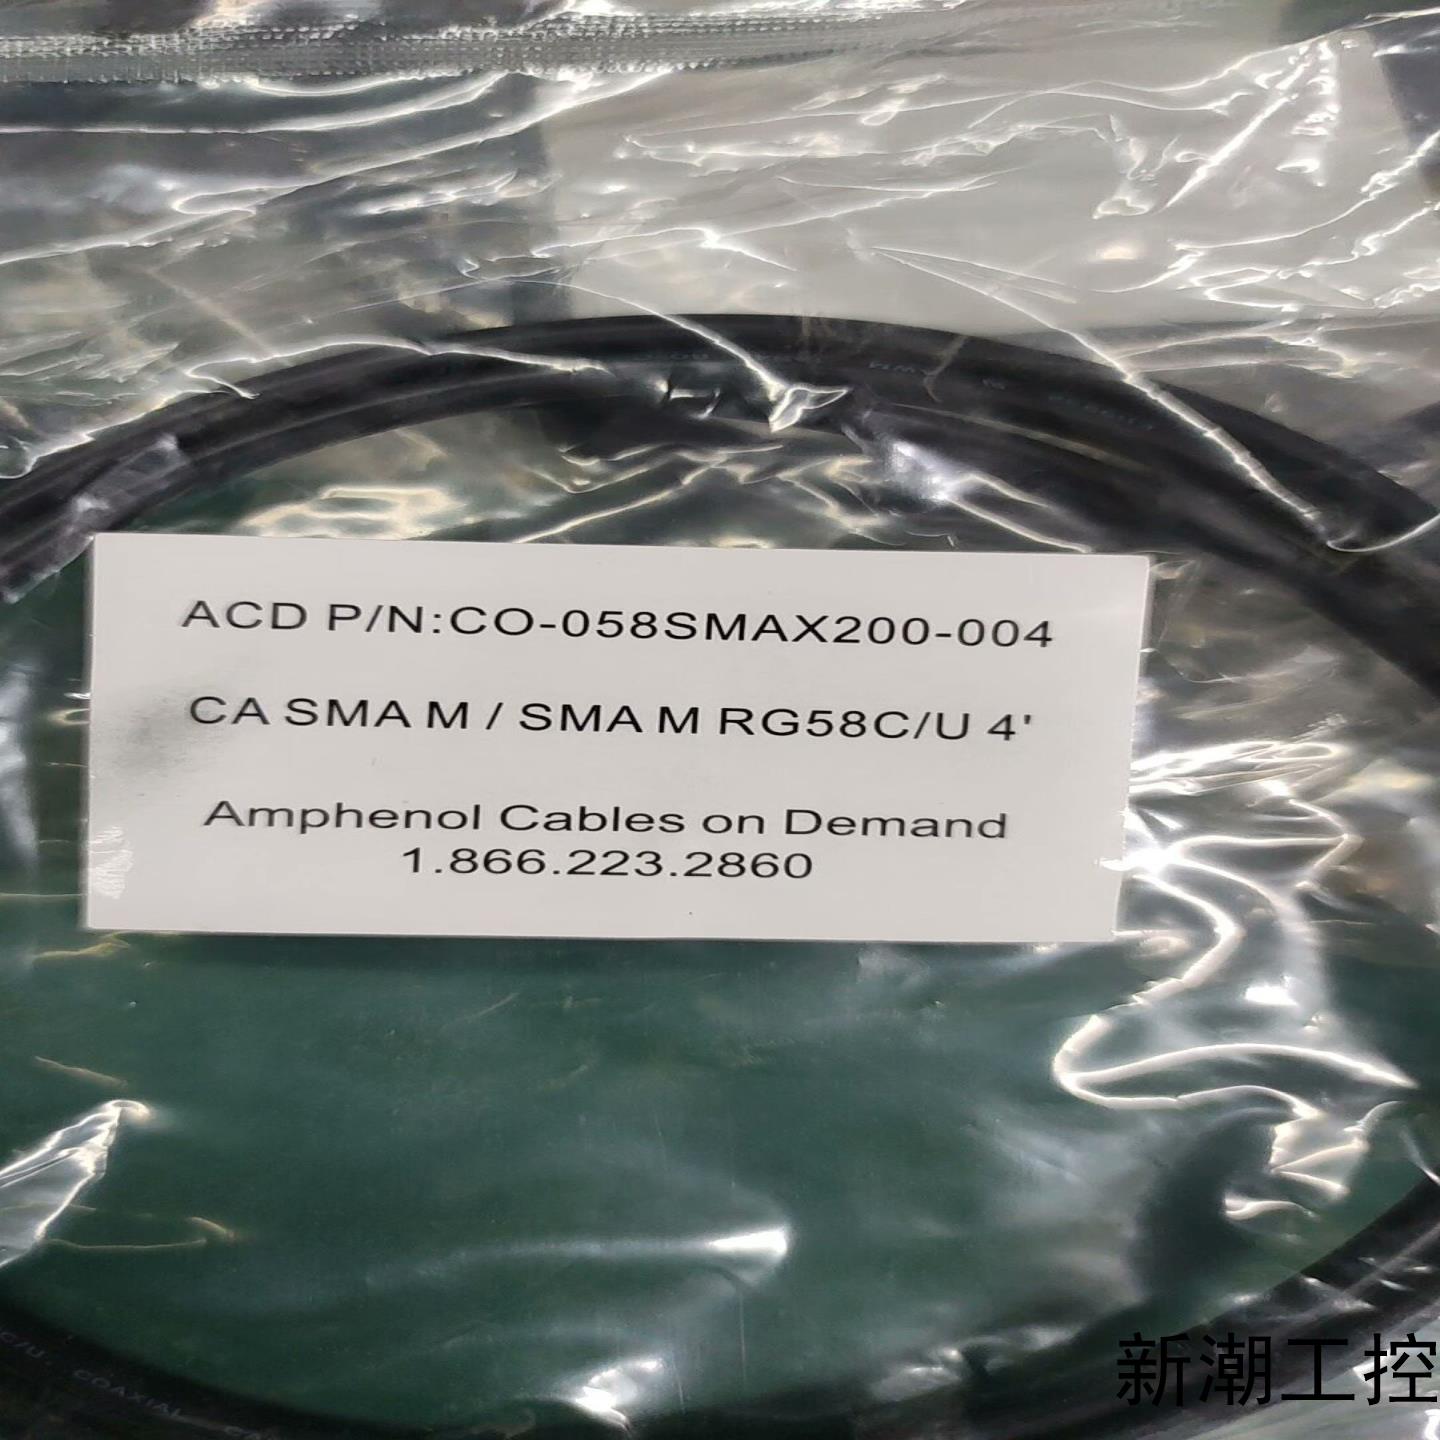 ACD P/N:CO-058SMAX200-004
CA SMA M / SMA M RG58C/U 4'
Amphenol Cables on Demand
1.866.223.2860
C/U. COAXIAL
新潮工控